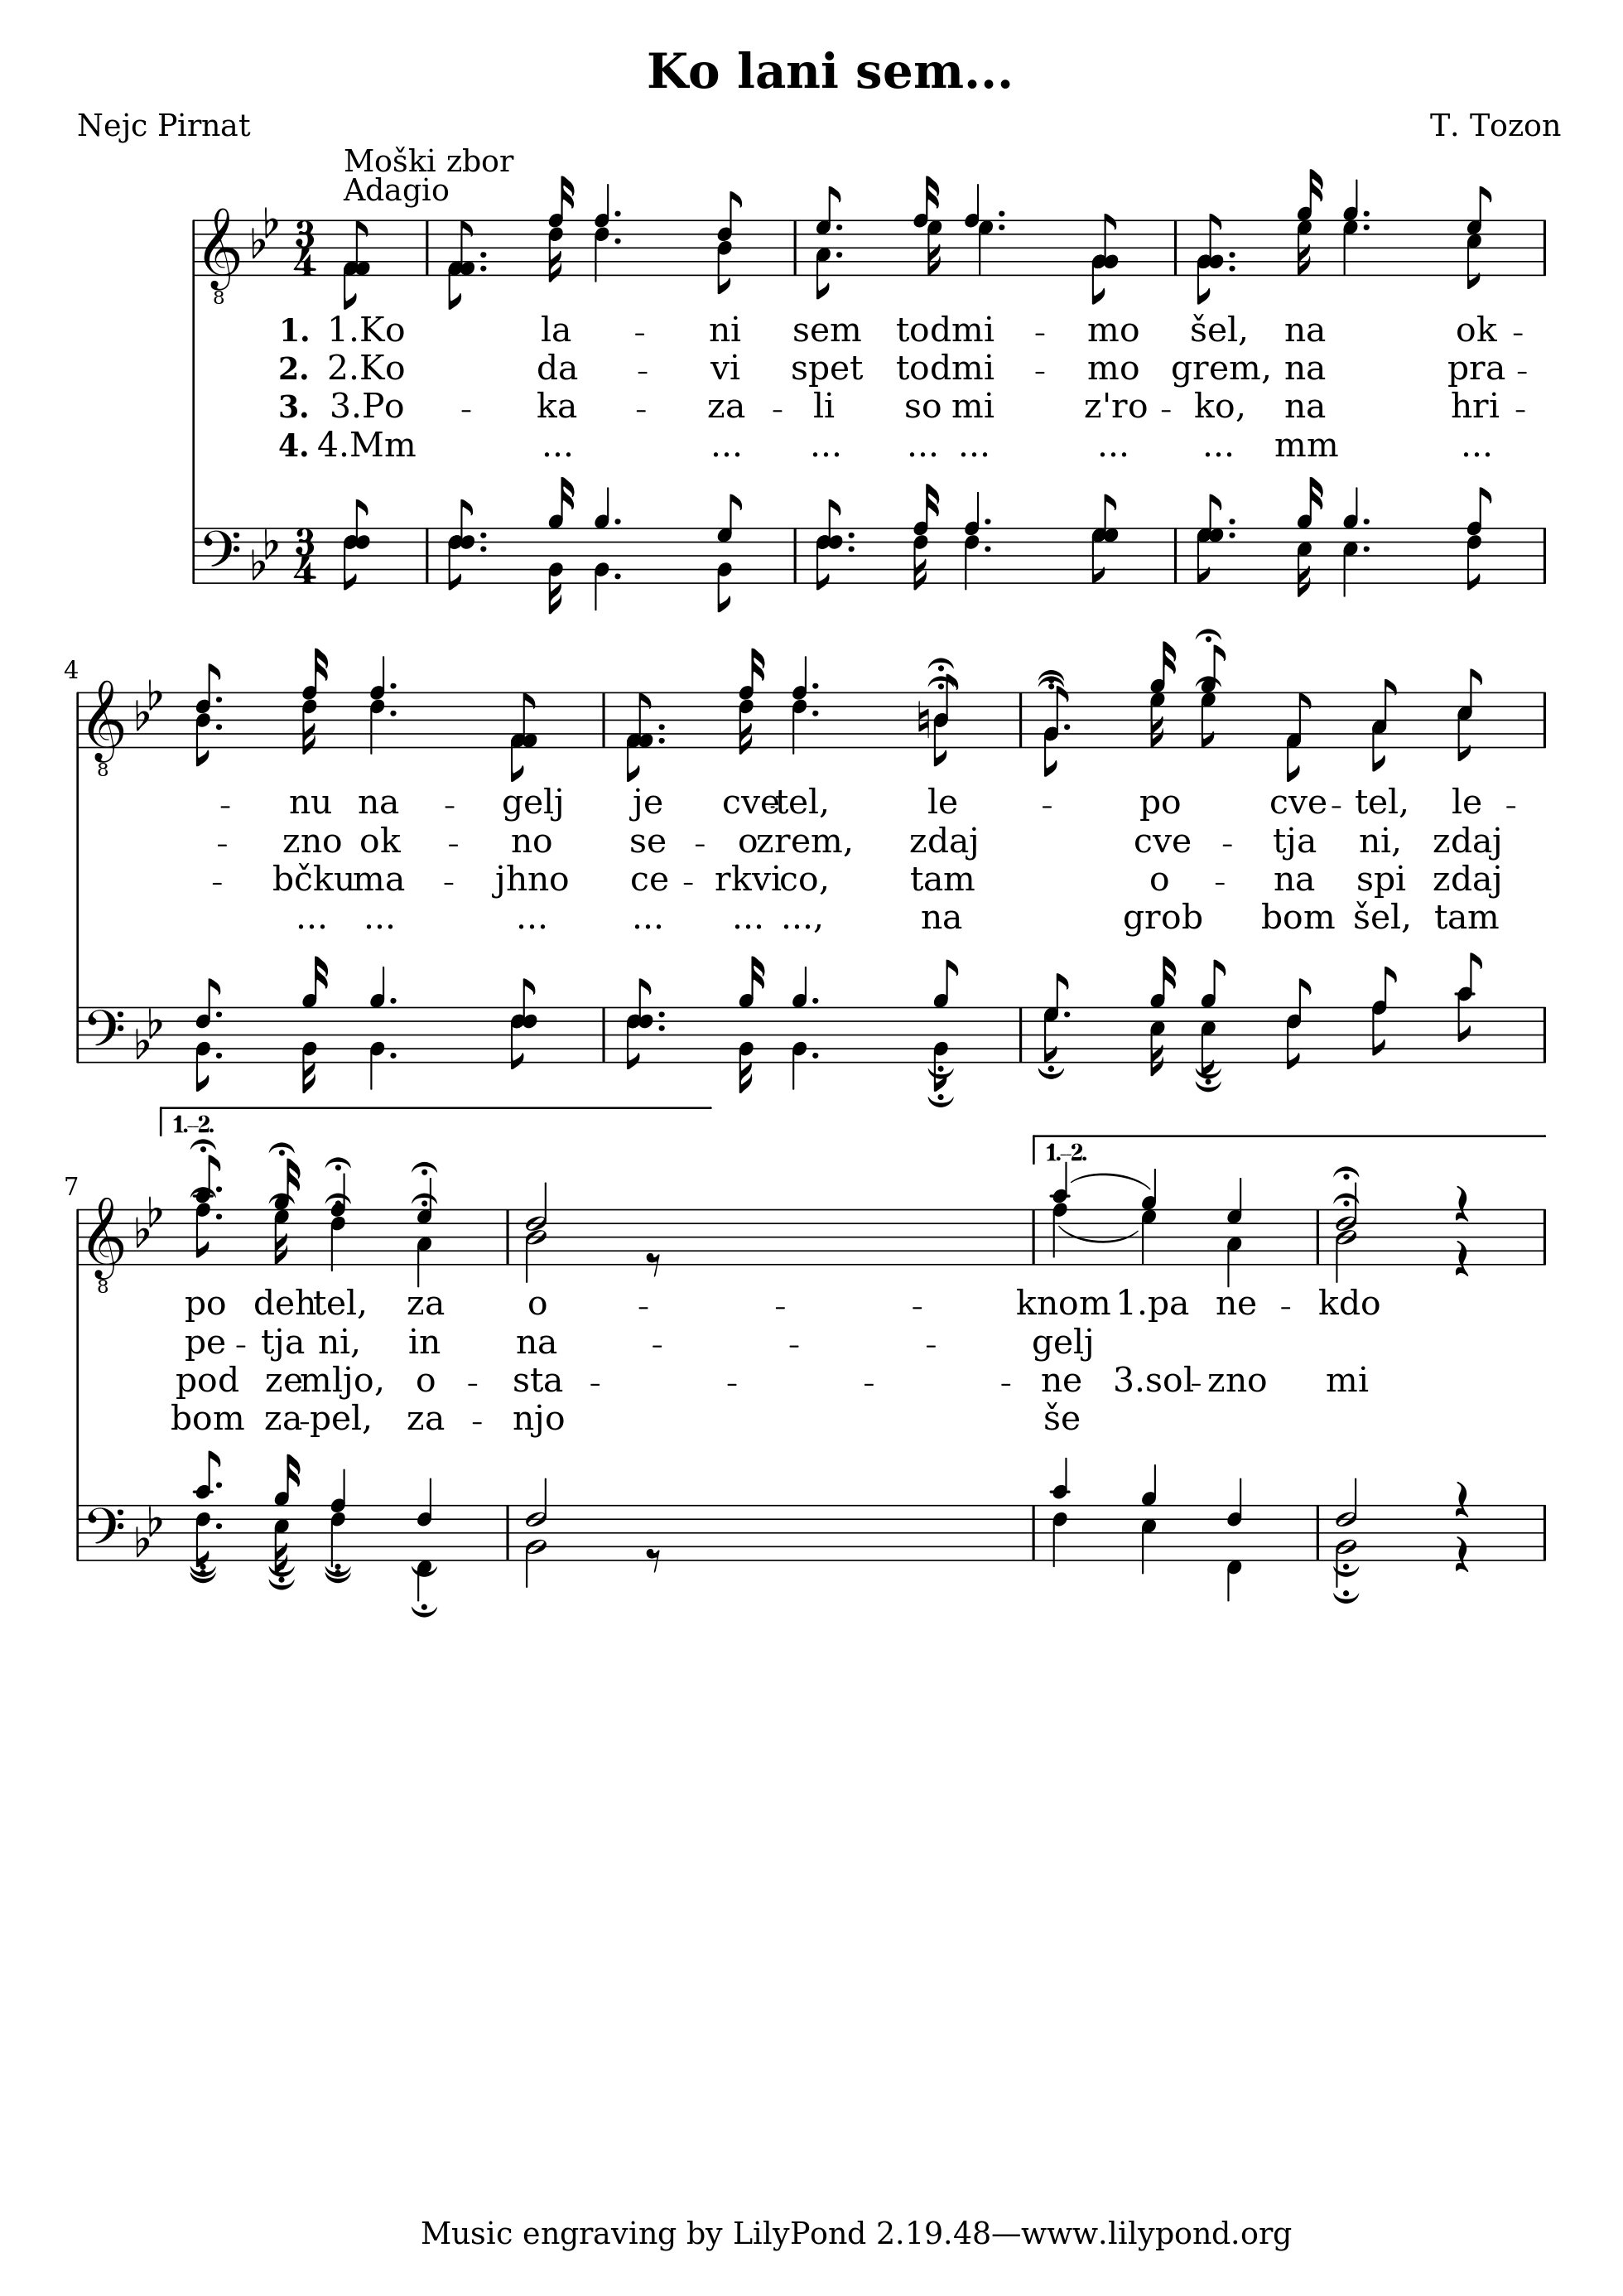 Ko lani sem...
Nejc Pirnat T. Tozon
Moški zbor
Adagio
1. 1.Ko la - ni sem tod mi - mo šel, na ok -
2. 2.Ko da - vi spet tod mi - mo grem, na pra -
3. 3.Po - ka - za - li so mi z'ro - ko, na hri -
4. 4.Mm ... ... ... ... ... ... ... mm ...
4
- nu na - gelj je cvetel, le - po cve - tel, le -
- zno ok - no se - ozrem, zdaj cve - tja ni, zdaj
- bčku ma - jhno ce - rkvico, tam o - na spi zdaj
... ... ... ... ... ..., na grob bom šel, tam
1.–2. 1.–2.
7
po dehtel, za o - - - knom 1.pa ne - kdo
pe - tja ni, in na - - - gelj
pod zemljo, o - sta - - - - ne 3.sol - zno mi
bom za - pel, za - njo še
Music engraving by LilyPond 2.19.48—www.lilypond.org